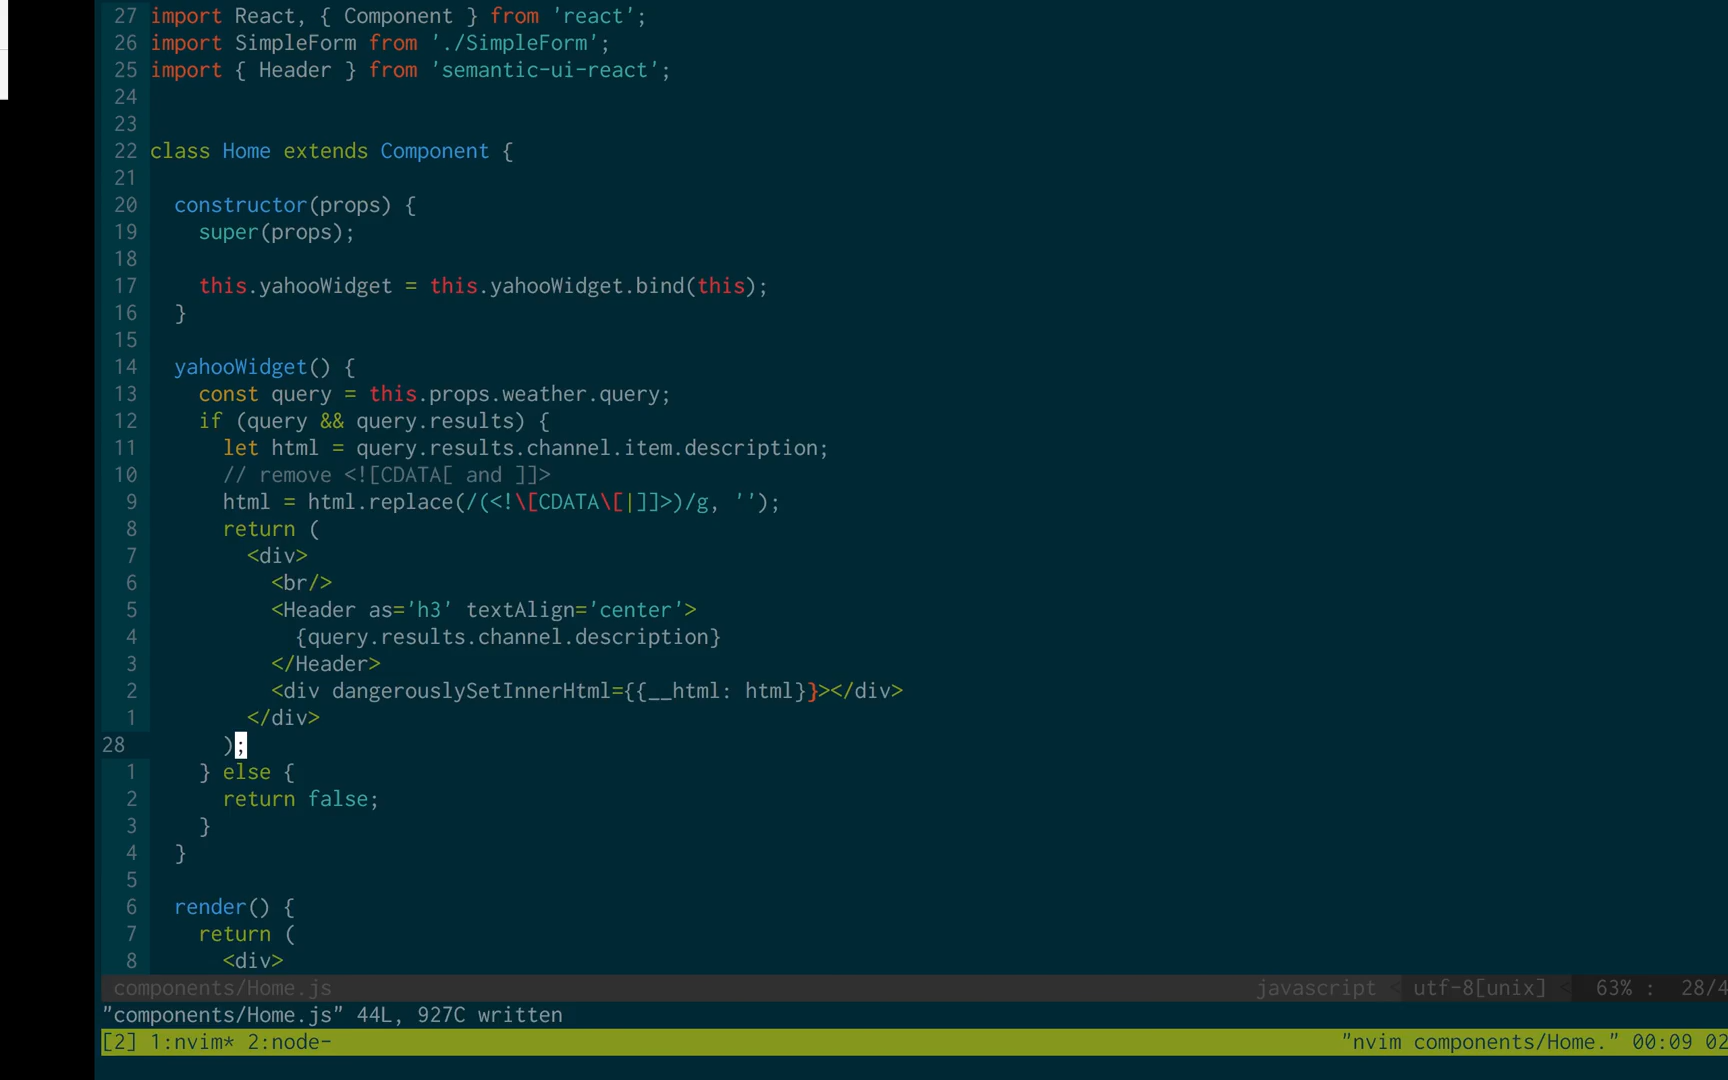 27 import React, { Component } from 'react';
26 import SimpleForm from './SimpleForm';
25 import { Header } from 'semantic-ui-react';
24
23
22 class Home extends Component {
21
20   constructor(props) {
19     super(props);
18
17     this.yahooWidget = this.yahooWidget.bind(this);
16   }
15
14   yahooWidget() {
13     const query = this.props.weather.query;
12     if (query && query.results) {
11       let html = query.results.channel.item.description;
10       // remove <![CDATA[ and ]]>
9       html = html.replace(/(<!\[CDATA\[|]]>)/g, '');
8       return (
7         <div>
6           <br/>
5           <Header as='h3' textAlign='center'>
4             {query.results.channel.description}
3           </Header>
2           <div dangerouslySetInnerHtml={{__html: html}}></div>
1         </div>
28       );
1     } else {
2       return false;
3     }
4   }
5
6   render() {
7     return (
8       <div>
components/Home.js javascript < utf-8[unix] < 63% : 28/4
"components/Home.js" 44L, 927C written
[2] 1:nvim* 2:node- "nvim components/Home." 00:09 02